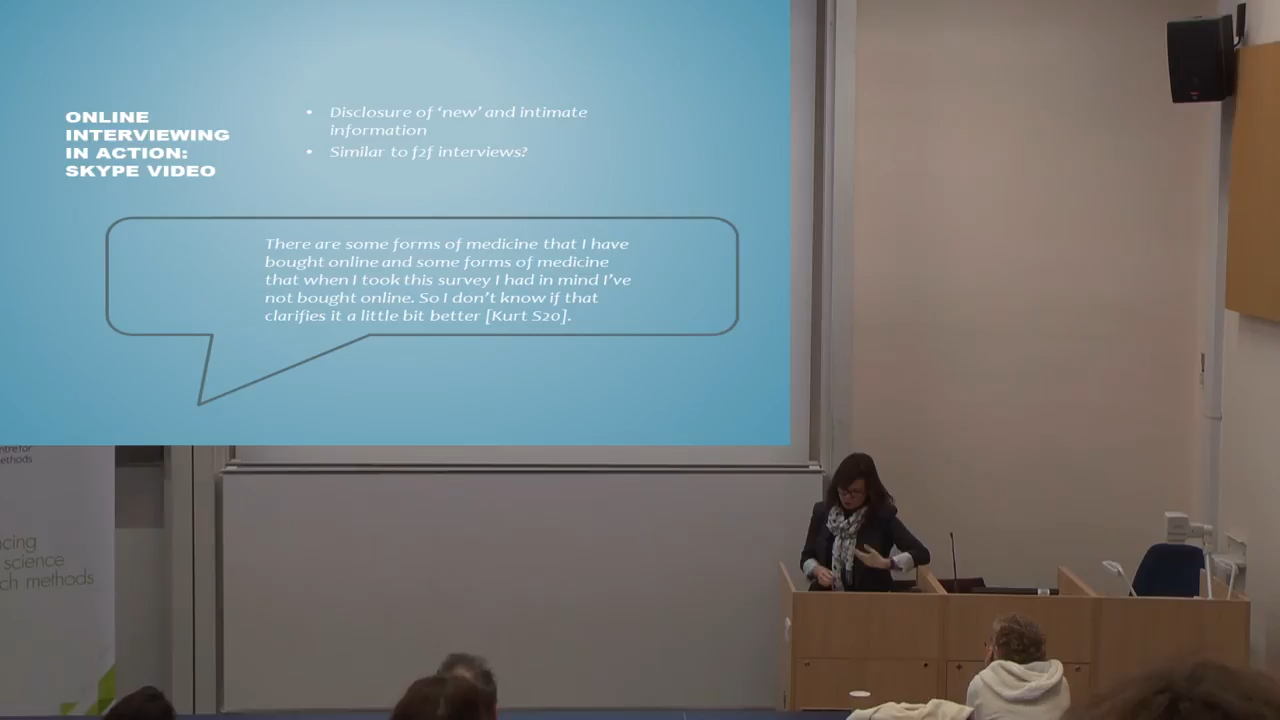 ONLINE
INTERVIEWING
IN ACTION:
SKYPE VIDEO
• Disclosure of ‘new’ and intimate
information
• Similar to f2f interviews?
There are some forms of medicine that I have
bought online and some forms of medicine
that when I took this survey I had in mind I’ve
not bought online. So I don’t know if that
clarifies it a little bit better [Kurt S20].
science
methods